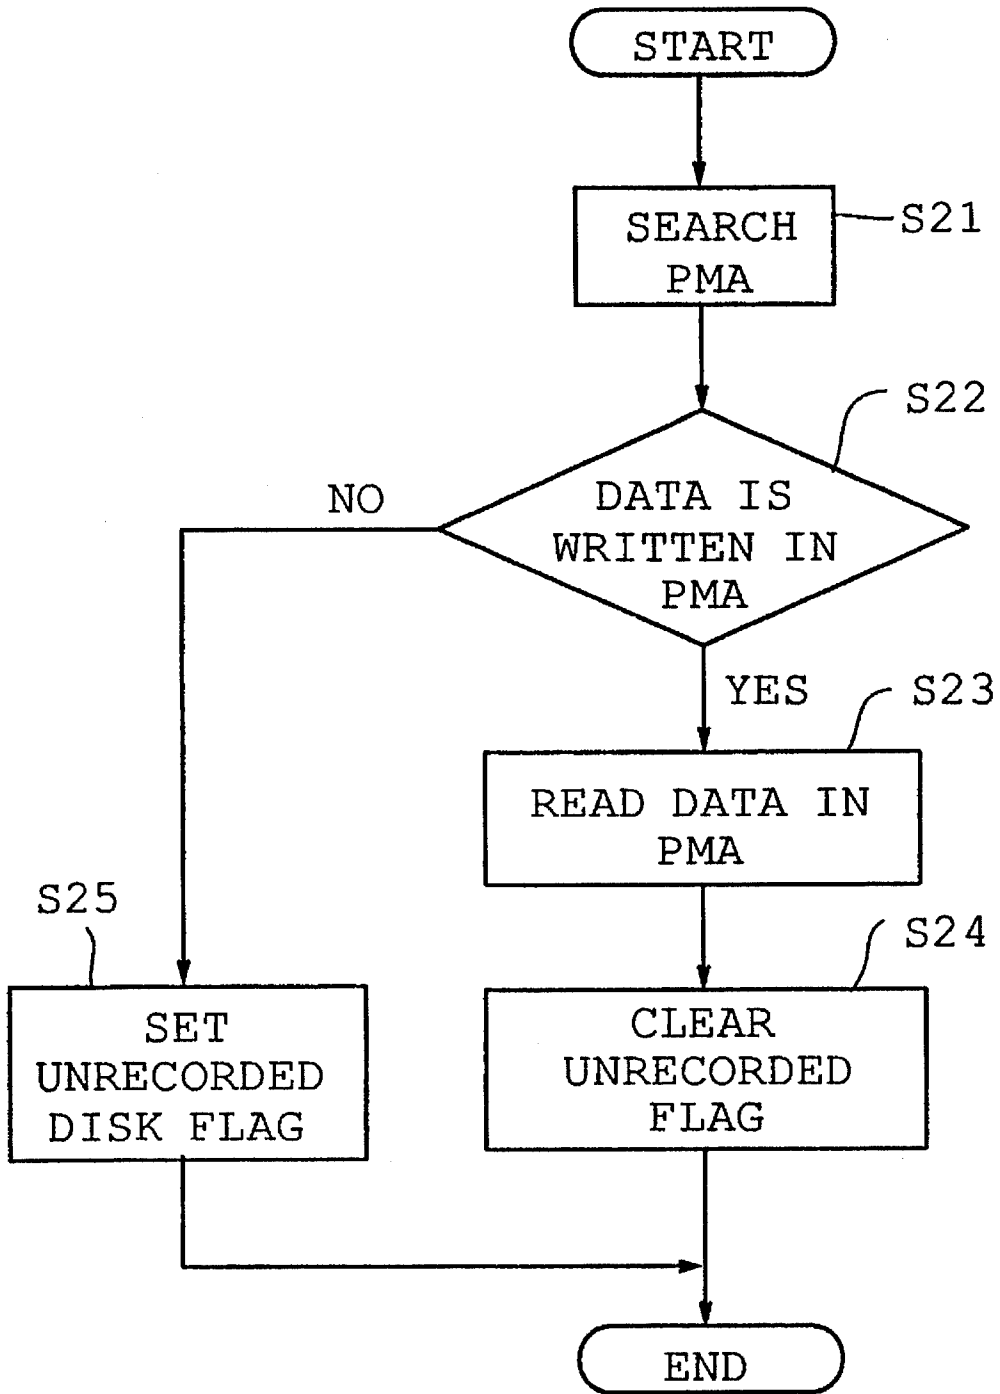 START
SEARCH
PMA
S21
S22
DATA IS
WRITTEN IN
PMA
NO
YES
S23
READ DATA IN
PMA
S25
SET
UNRECORDED
DISK FLAG
S24
CLEAR
UNRECORDED
FLAG
END